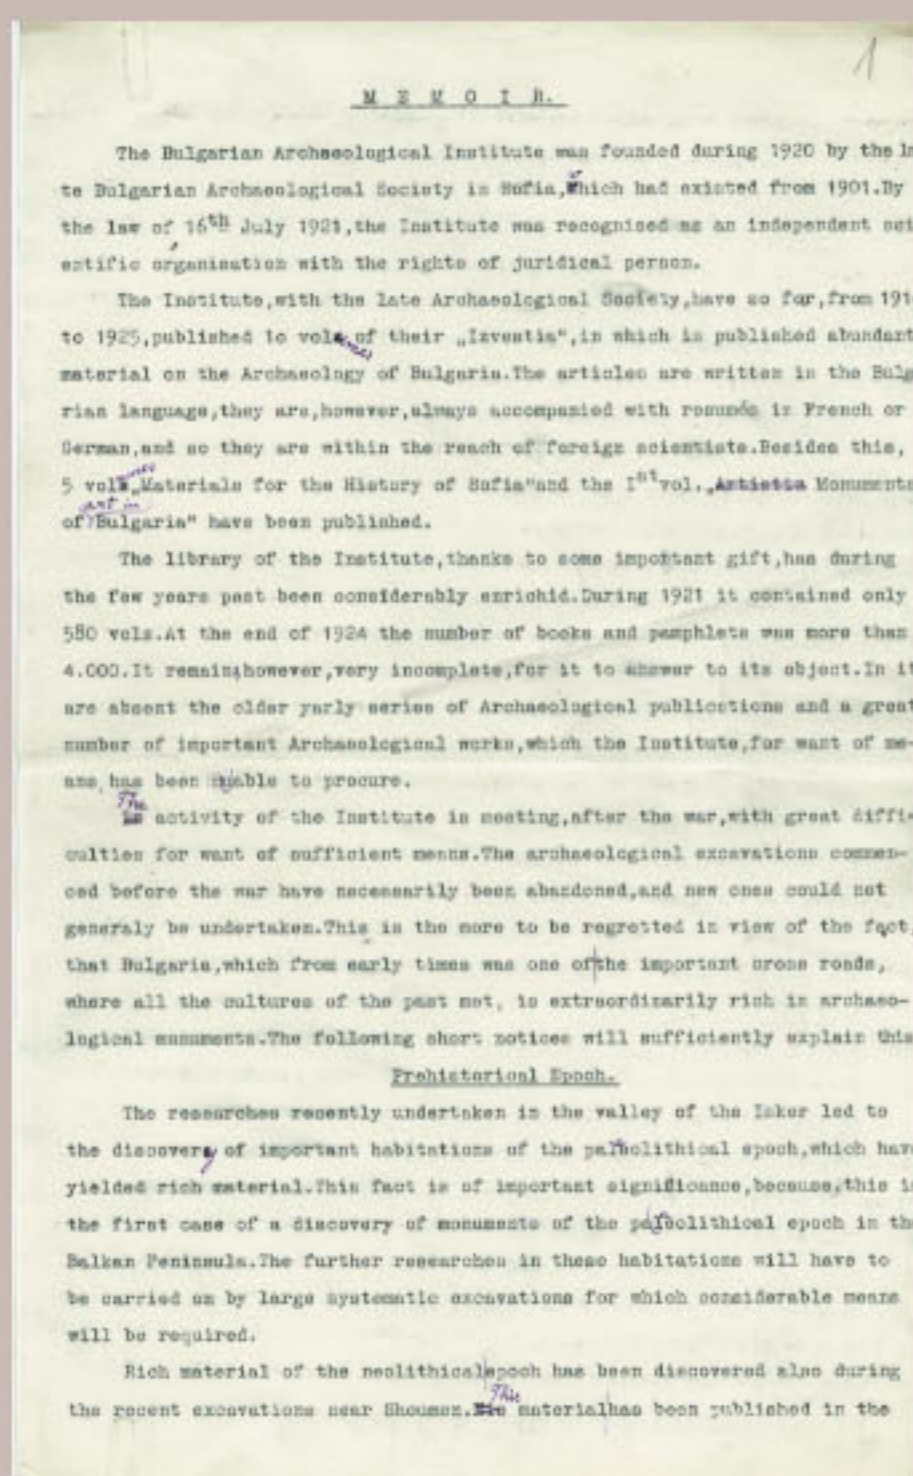 1
MEMOIR.
The Bulgarian Archaeological Institute was founded during 1920 by the la
te Bulgarian Archaeological Society in Sofia, which had existed from 1901.By
the law of 16th July 1921,the Institute was recognised as an independent sci
entific organisation with the rights of juridical person.
The Institute,with the late Archaeological Society,have so far,from 191
to 1925,published 10 volumes of their „Izvestia",in which is published abundant
material on the Archaeology of Bulgaria.The articles are written in the Bulg
rian language,they are,however,always accompanied with resumés in French or
German,and so they are within the reach of foreign scientists.Besides this,
5 volumes„Materials for the History of Sofia"and the Ist vol.„Artistic Monuments
art in
of Bulgaria" have been published.
The library of the Institute,thanks to some important gift,has during
the few years past been considerably enrichid.During 1921 it contained only
580 vols.At the end of 1924 the number of books and pamphlets was more than
4.000.It remain,however,very incomplete,for it to answer to its object.In it
are absent the older yarly series of Archaeological publications and a great
number of important Archaeological works,which the Institute,for want of me-
ans, has been unable to procure.
The activity of the Institute is meeting,after the war,with great diffi-
culties for want of sufficient means.The archaeological excavations commen-
ced before the war have necessarily been abandoned,and new ones could not
generaly be undertaken.This is the more to be regretted in view of the fact,
that Bulgaria,which from early times was one of the important cross roads,
where all the cultures of the past met, is extraordinarily rich in archaeo-
logical monuments.The following short notices will sufficiently explain this
Prehistorical Epoch.
The researches recently undertaken in the valley of the Isker led to
the discovery of important habitations of the paleolithical epoch,which have
yielded rich material.This fact is of important significance,because,this is
the first case of a discovery of monuments of the paleolithical epoch in the
Balkan Peninsula.The further researches in these habitations will have to
be carried on by large systematic excavations for which considerable means
will be required.
Rich material of the neolithical epoch has been discovered also during
the recent excavations near Shoumen.This material has been published in the